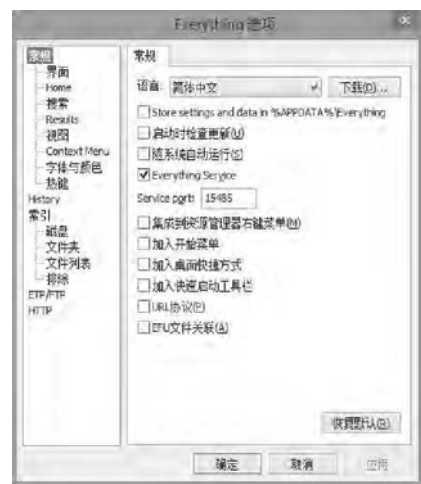 Everything 选项
常规
界面
Home
搜索
Results
视图
Context Menu
字体与颜色
热键
History
索引
磁盘
文件夹
文件列表
排除
ETP/FTP
HTTP
常规
语言: 简体中文 下载(D)...
Store settings and data in %APPDATA%\Everything
启动时检查更新(U)
随系统自动运行(S)
Everything Service
Service port: 15485
集成到资源管理器右键菜单(M)
加入开始菜单
加入桌面快捷方式
加入快速启动工具栏
URL协议(P)
EFU文件关联(A)
恢复默认(R)
确定 取消 应用